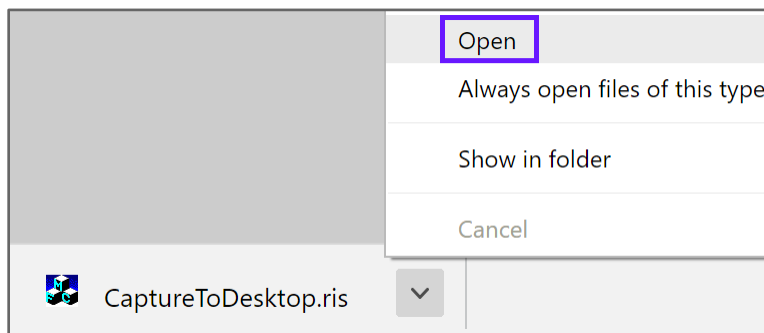 Open
Always open files of this type
Show in folder
Cancel
CaptureToDesktop.ris